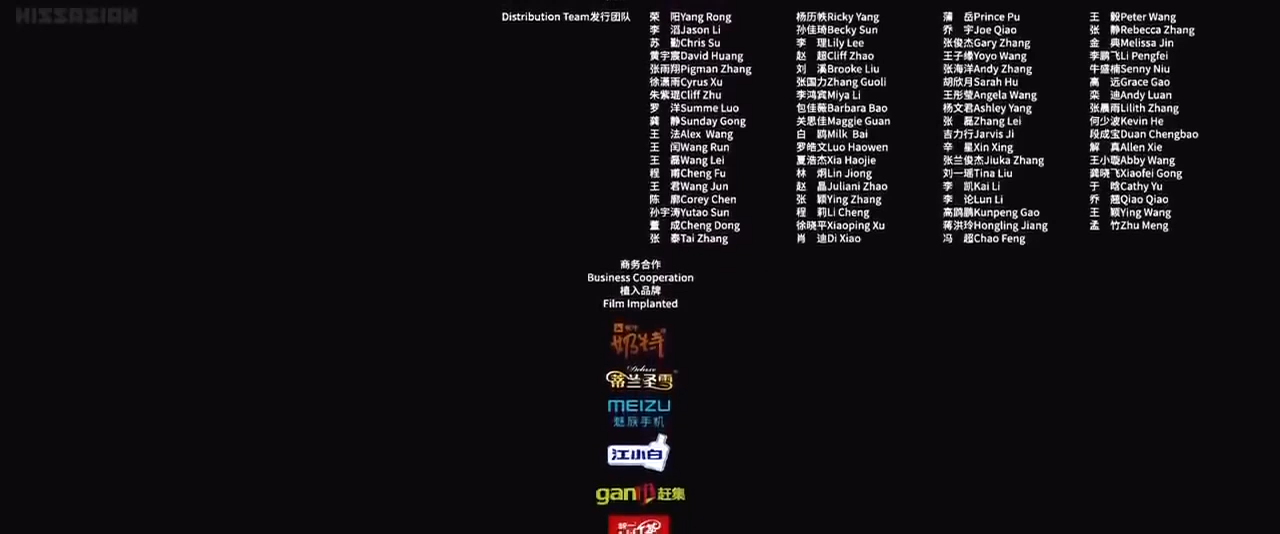 KISSASIAN
Distribution Team发行团队 荣 阳Yang Rong 杨历帙Ricky Yang 蒲 岳Prince Pu 王 毅Peter Wang
李 滔Jason Li 孙佳琦Becky Sun 乔 宇Joe Qiao 张 静Rebecca Zhang
苏 勤Chris Su 李 理Lily Lee 张俊杰Gary Zhang 金 典Melissa Jin
黄宇宸David Huang 赵 超Cliff Zhao 王子缘Yoyo Wang 李鹏飞Li Pengfei
张雨翔Pigman Zhang 刘 溪Brooke Liu 张海洋Andy Zhang 牛盛楠Senny Niu
徐潇雨Cyrus Xu 张国力Zhang Guoli 胡欣月Sarah Hu 高 远Grace Gao
朱紫琨Cliff Zhu 李鸿宾Miya Li 王彤莹Angela Wang 栾 迪Andy Luan
罗 洋Summe Luo 包佳薇Barbara Bao 杨文君Ashley Yang 张晨雨Lilith Zhang
龚 静Sunday Gong 关思佳Maggie Guan 张 磊Zhang Lei 何少波Kevin He
王 法Alex Wang 白 鸥Milk Bai 吉力行Jarvis Ji 段成宝Duan Chengbao
王 闰Wang Run 罗皓文Luo Haowen 辛 星Xin Xing 解 真Allen Xie
王 磊Wang Lei 夏浩杰Xia Haojie 张兰俊杰Jiuka Zhang 王小璇Abby Wang
程 甫Cheng Fu 林 炯Lin Jiong 刘一瑶Tina Liu 龚晓飞Xiaofei Gong
王 君Wang Jun 赵 晶Juliani Zhao 李 凯Kai Li 于 晗Cathy Yu
陈 廓Corey Chen 张 颖Ying Zhang 李 论Lun Li 乔 翘Qiao Qiao
孙宇涛Yutao Sun 程 莉Li Cheng 高鹍鹏Kunpeng Gao 王 颖Ying Wang
董 成Cheng Dong 徐晓平Xiaoping Xu 蒋洪玲Hongling Jiang 孟 竹Zhu Meng
张 泰Tai Zhang 肖 迪Di Xiao 冯 超Chao Feng
商务合作
Business Cooperation
植入品牌
Film Implanted
奶特
Deluxe
蒂兰圣雪
MEIZU
魅族手机
江小白
ganji 赶集
统一